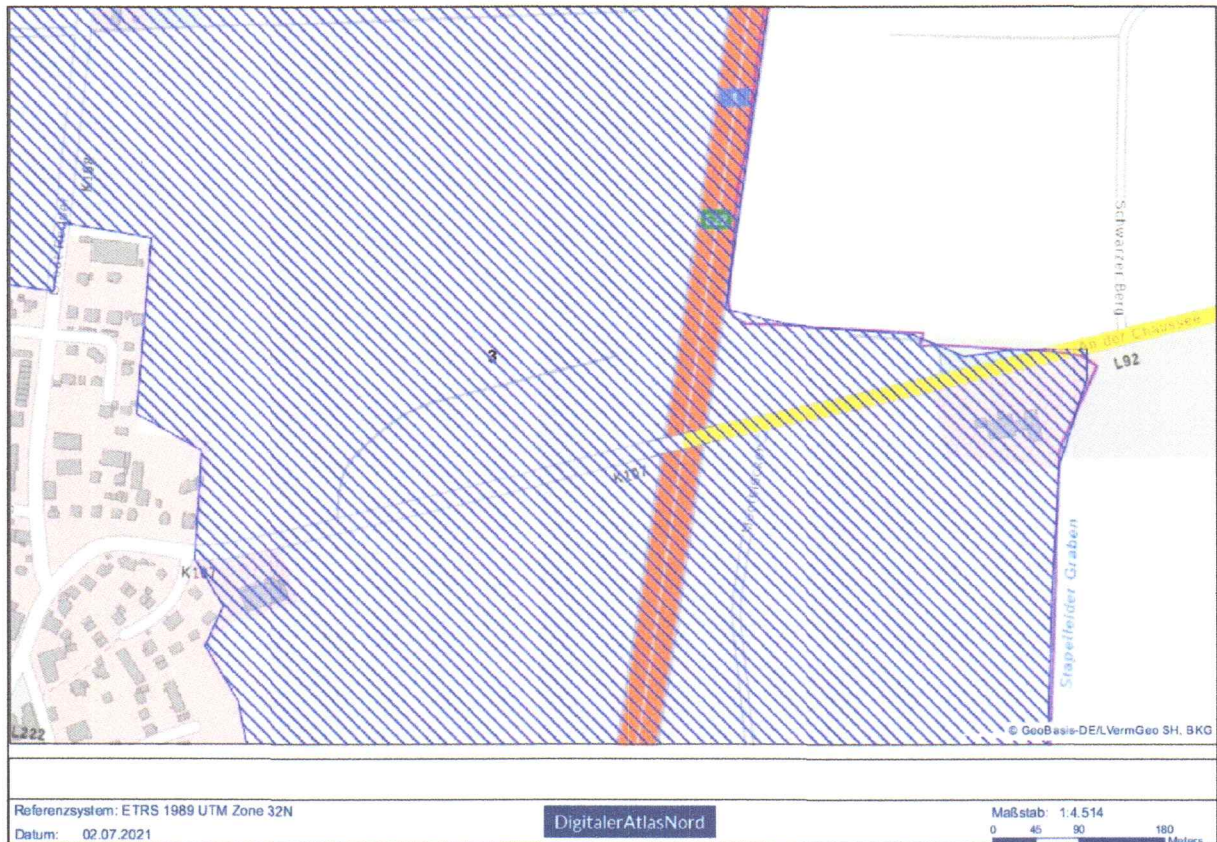 K108
3
Schwarzer Berg
An der Chaussee
L92
K107
K107
Stapelfelder Graben
L222
© GeoBasis-DE/LVermGeo SH, BKG
Referenzsystem: ETRS 1989 UTM Zone 32N
Datum: 02.07.2021
DigitalerAtlasNord
Maßstab: 1:4.514
0 45 90 180
Meters